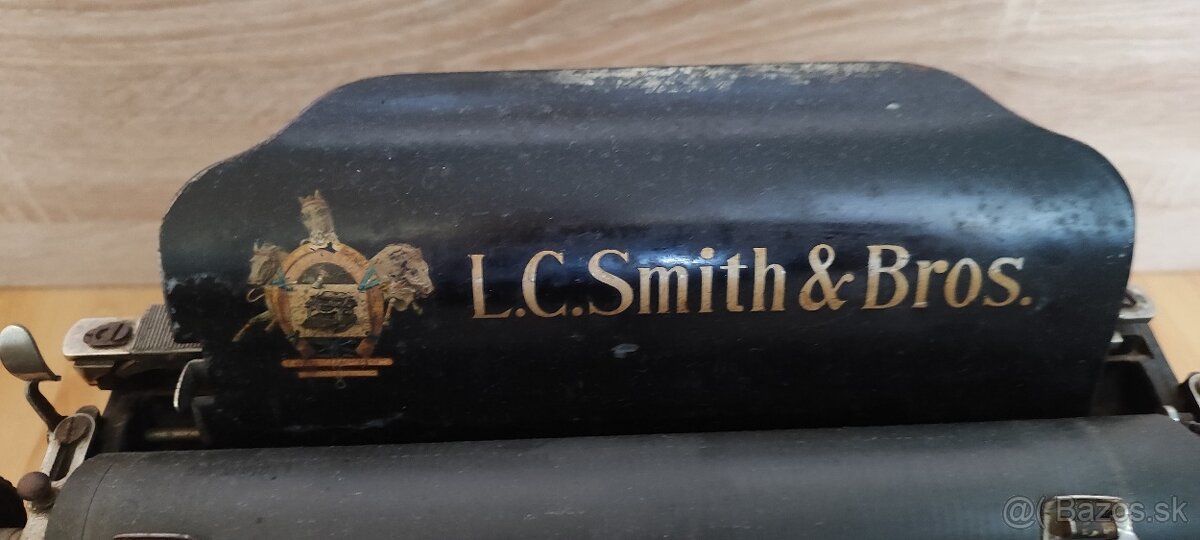 L.C.Smith & Bros.
@( Bazos.sk